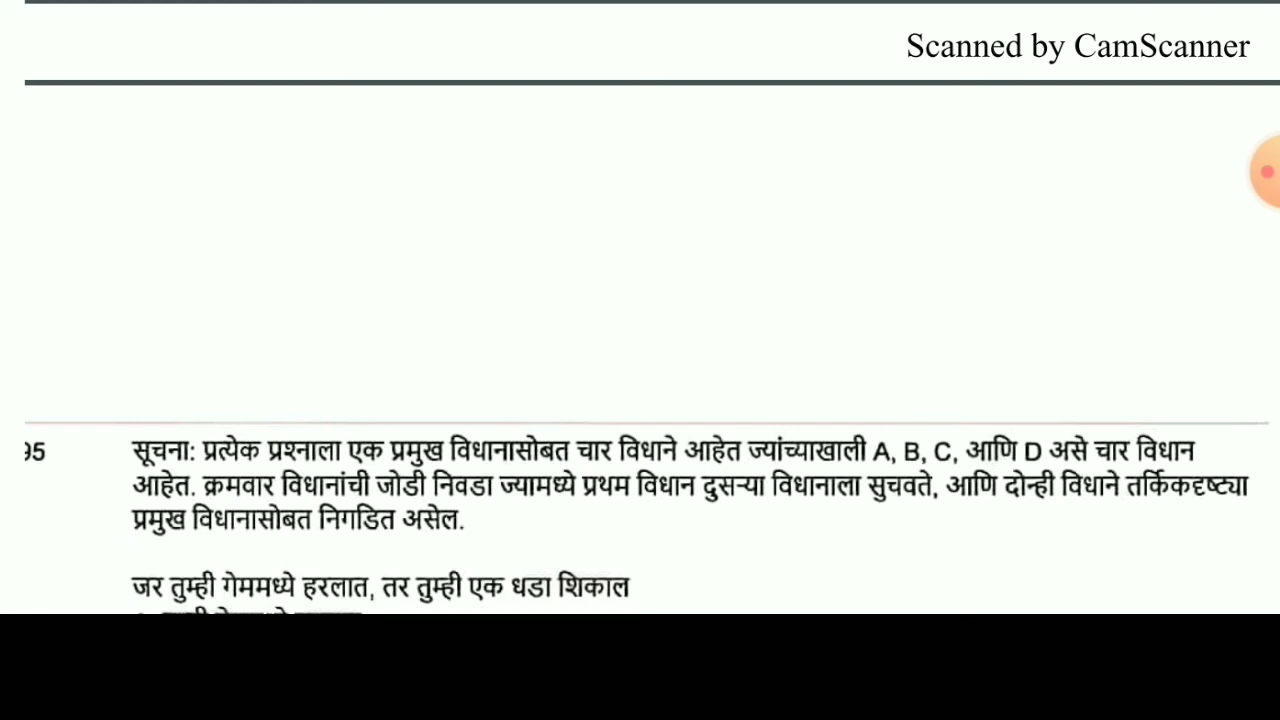 Scanned by CamScanner
95
सूचना: प्रत्येक प्रश्नाला एक प्रमुख विधानासोबत चार विधाने आहेत ज्यांच्याखाली A, B, C, आणि D असे चार विधान
आहेत. क्रमवार विधानांची जोडी निवडा ज्यामध्ये प्रथम विधान दुसऱ्या विधानाला सुचवते, आणि दोन्ही विधाने तर्किकदृष्ट्या
प्रमुख विधानासोबत निगडित असेल.
जर तुम्ही गेममध्ये हरलात, तर तुम्ही एक धडा शिकाल